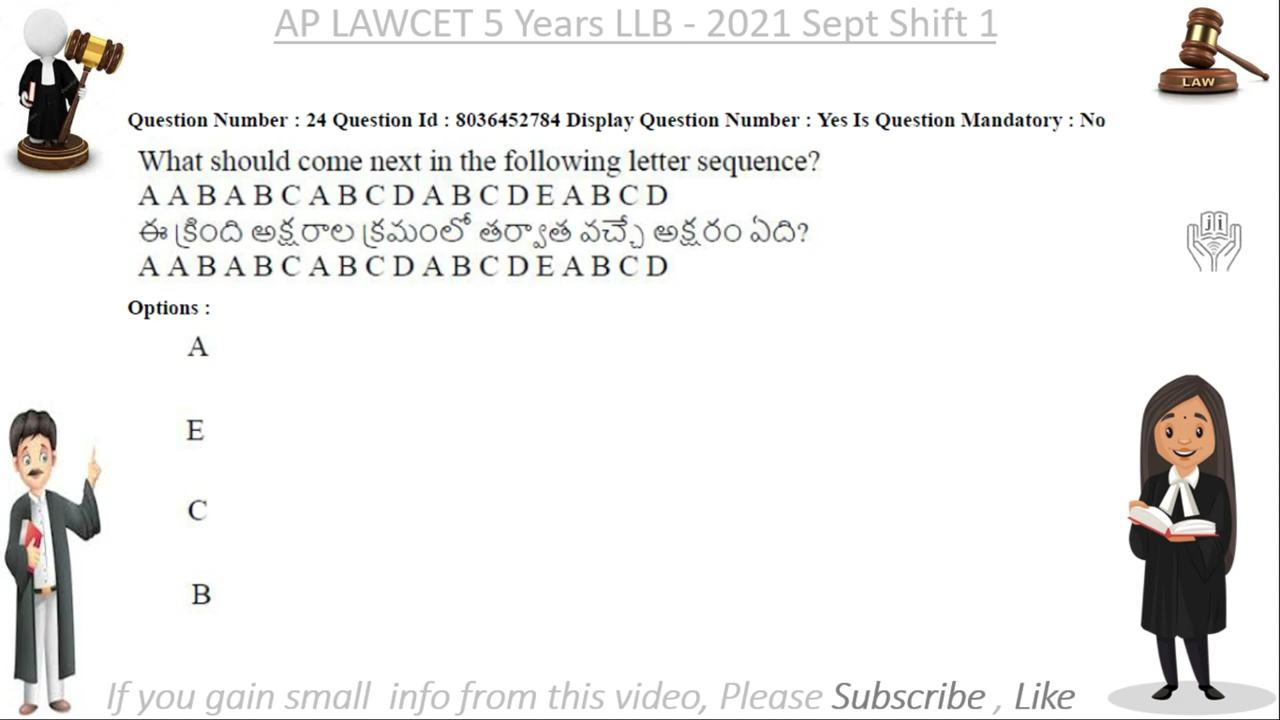 AP LAWCET 5 Years LLB - 2021 Sept Shift 1
LAW
Question Number : 24 Question Id : 8036452784 Display Question Number : Yes Is Question Mandatory : No
What should come next in the following letter sequence?
A A B A B C A B C D A B C D E A B C D
ఈ క్రింది అక్షరాల క్రమంలో తర్వాత వచ్చే అక్షరం ఏది?
A A B A B C A B C D A B C D E A B C D
ji
Options :
A
E
C
B
If you gain small info from this video, Please Subscribe , Like